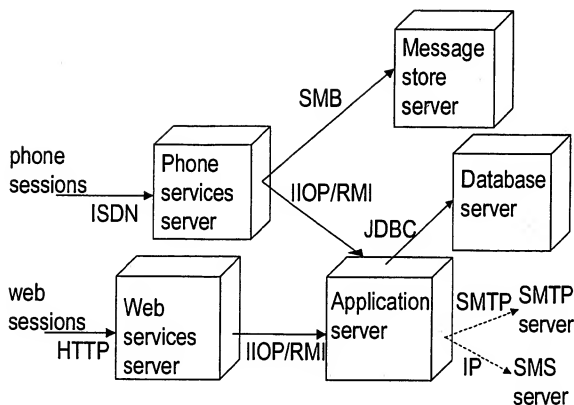 Message
store
server
SMB
phone
sessions
ISDN
Phone
services
server
IIOP/RMI
Database
server
JDBC
web
sessions
HTTP
Web
services
server
IIOP/RMI
Application
server
SMTP
SMTP
server
IP
SMS
server